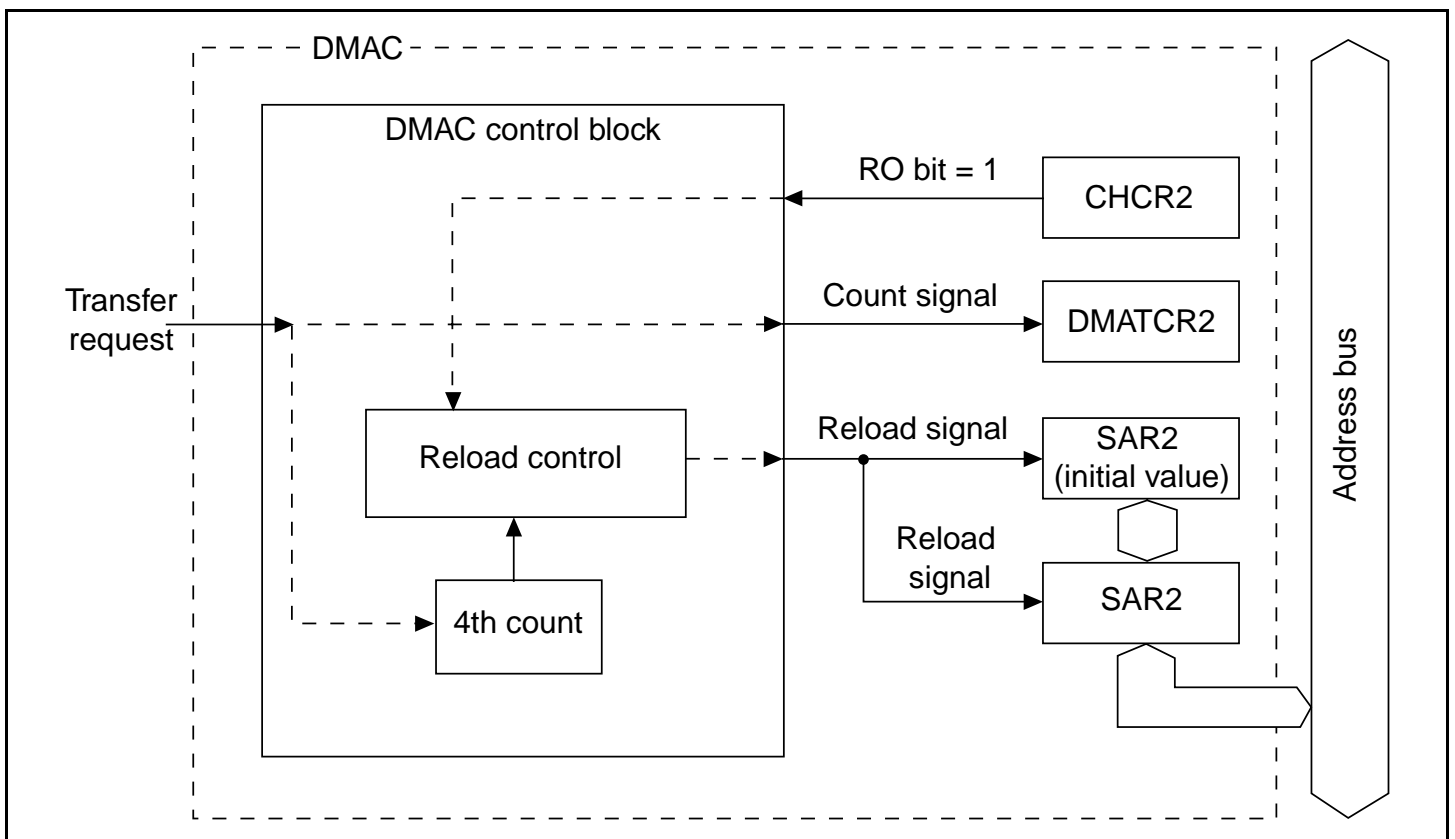 DMAC
DMAC control block
RO bit = 1
CHCR2
Transfer
request
Count signal
DMATCR2
Reload control
Reload signal
SAR2
(initial value)
Reload
signal
4th count
SAR2
Address bus